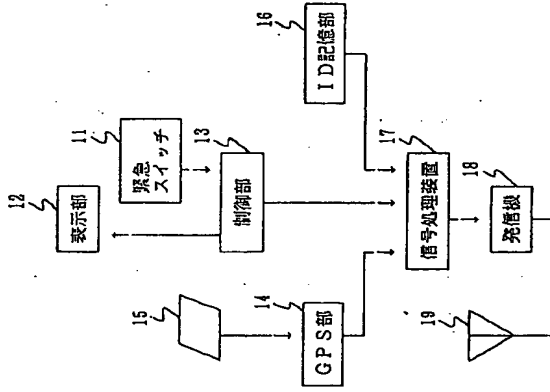 12
表示部
11
緊急
スイッチ
13
制御部
15
14
GPS部
16
ID記憶部
17
信号処理装置
18
発信機
19